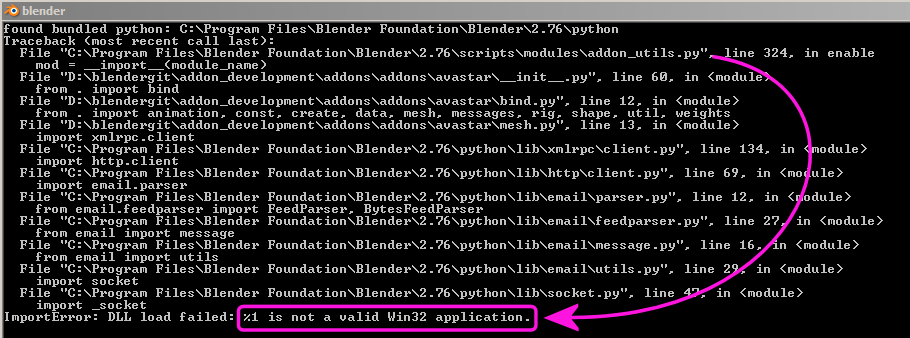 blender
found bundled python: C:\Program Files\Blender Foundation\Blender\2.76\python
Traceback (most recent call last):
  File "C:\Program Files\Blender Foundation\Blender\2.76\scripts\modules\addon_utils.py", line 324, in enable
    mod = __import__(module_name)
  File "D:\blendergit\addon_development\addons\addons\avastar\__init__.py", line 60, in <module>
    from . import bind
  File "D:\blendergit\addon_development\addons\addons\avastar\bind.py", line 12, in <module>
    from . import animation, const, create, data, mesh, messages, rig, shape, util, weights
  File "D:\blendergit\addon_development\addons\addons\avastar\mesh.py", line 13, in <module>
    import xmlrpc.client
  File "C:\Program Files\Blender Foundation\Blender\2.76\python\lib\xmlrpc\client.py", line 134, in <module>
    import http.client
  File "C:\Program Files\Blender Foundation\Blender\2.76\python\lib\http\client.py", line 69, in <module>
    import email.parser
  File "C:\Program Files\Blender Foundation\Blender\2.76\python\lib\email\parser.py", line 12, in <module>
    from email.feedparser import FeedParser, BytesFeedParser
  File "C:\Program Files\Blender Foundation\Blender\2.76\python\lib\email\feedparser.py", line 27, in <module>
    from email import message
  File "C:\Program Files\Blender Foundation\Blender\2.76\python\lib\email\message.py", line 16, in <module>
    from email import utils
  File "C:\Program Files\Blender Foundation\Blender\2.76\python\lib\email\utils.py", line 29, in <module>
    import socket
  File "C:\Program Files\Blender Foundation\Blender\2.76\python\lib\socket.py", line 47, in <module>
    import _socket
ImportError: DLL load failed: %1 is not a valid Win32 application.